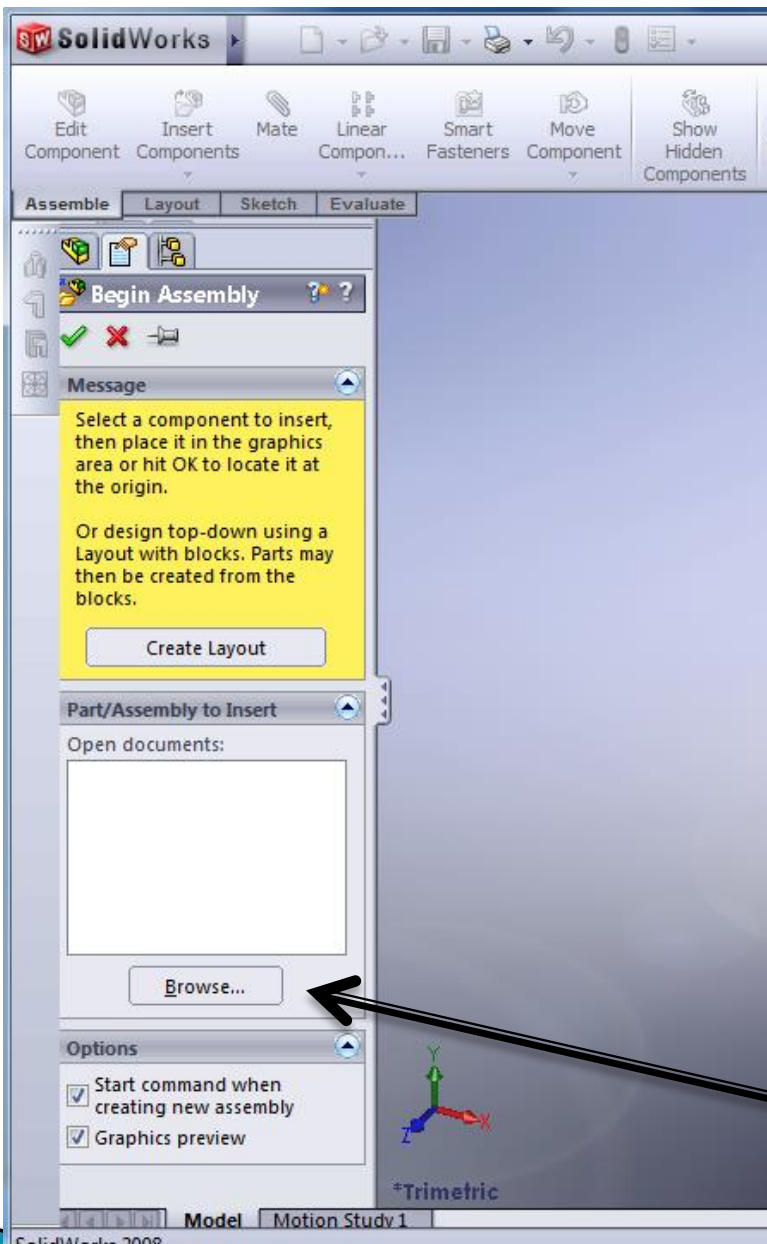 SolidWorks
Edit Component
Insert Components
Mate
Linear Compon...
Smart Fasteners
Move Component
Show Hidden Components
Assemble Layout Sketch Evaluate
Begin Assembly ? ?
Message
Select a component to insert,
then place it in the graphics
area or hit OK to locate it at
the origin.
Or design top-down using a
Layout with blocks. Parts may
then be created from the
blocks.
Create Layout
Part/Assembly to Insert
Open documents:
Browse...
Options
Start command when
creating new assembly
Graphics preview
Y
X
Z
*Trimetric
Model Motion Study 1
SolidWorks 2008